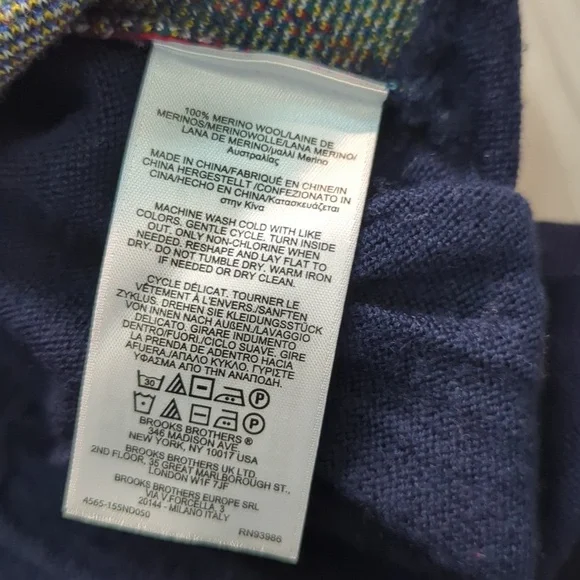 100% MERINO WOOL/LAINE DE
MERINOS/MERINOWOLLE/LANA MERINO/
LANA DE MERINO/μαλλί Merino
Αυστραλίας
MADE IN CHINA/FABRIQUÉ EN CHINE/IN
CHINA HERGESTELLT /CONFEZIONATO IN
CINA/HECHO EN CHINA/Κατασκευάζεται
στην Κίνα
MACHINE WASH COLD WITH LIKE
COLORS. GENTLE CYCLE. TURN INSIDE
OUT. ONLY NON-CHLORINE WHEN
NEEDED. RESHAPE AND LAY FLAT TO
DRY. DO NOT TUMBLE DRY. WARM IRON
IF NEEDED OR DRY CLEAN.
CYCLE DÉLICAT. TOURNER LE
VÊTEMENT À L'ENVERS./SANFTEN
ZYKLUS. DREHEN SIE KLEIDUNGSSTÜCK
VON INNEN NACH AUßEN./LAVAGGIO
DELICATO. GIRARE INDUMENTO
DENTRO/FUORI/CICLO SUAVE. GIRE
LA PRENDA DE ADENTRO HACIA
AFUERA/ΑΠΑΛΟ ΚΥΚΛΟ. ΓΥΡΙΣΤΕ
ΥΦΑΣΜΑ ΑΠΟ ΤΗΝ ΑΝΑΠΟΔΗ.
30 P
P
BROOKS BROTHERS ®
346 MADISON AVE
NEW YORK, NY 10017 USA
BROOKS BROTHERS UK LTD.
2ND FLOOR, 35 GREAT MARLBOROUGH ST.,
LONDON W1F 7JF
BROOKS BROTHERS EUROPE SRL
VIA V.FORCELLA, 3
20144 - MILANO ITALY
A565-155ND050 RN93986